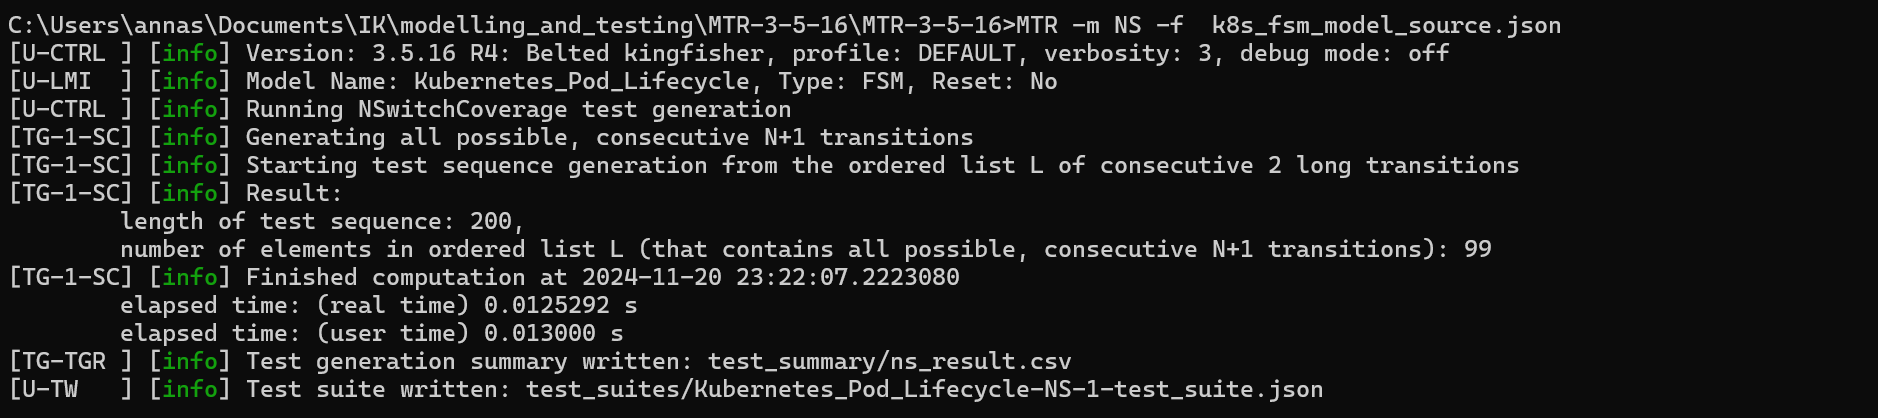 C:\Users\annas\Documents\IK\modelling_and_testing\MTR-3-5-16\MTR-3-5-16>MTR -m NS -f  k8s_fsm_model_source.json
[U-CTRL ] [info] Version: 3.5.16 R4: Belted kingfisher, profile: DEFAULT, verbosity: 3, debug mode: off
[U-LMI  ] [info] Model Name: Kubernetes_Pod_Lifecycle, Type: FSM, Reset: No
[U-CTRL ] [info] Running NSwitchCoverage test generation
[TG-1-SC] [info] Generating all possible, consecutive N+1 transitions
[TG-1-SC] [info] Starting test sequence generation from the ordered list L of consecutive 2 long transitions
[TG-1-SC] [info] Result:
        length of test sequence: 200,
        number of elements in ordered list L (that contains all possible, consecutive N+1 transitions): 99
[TG-1-SC] [info] Finished computation at 2024-11-20 23:22:07.2223080
        elapsed time: (real time) 0.0125292 s
        elapsed time: (user time) 0.013000 s
[TG-TGR ] [info] Test generation summary written: test_summary/ns_result.csv
[U-TW   ] [info] Test suite written: test_suites/Kubernetes_Pod_Lifecycle-NS-1-test_suite.json